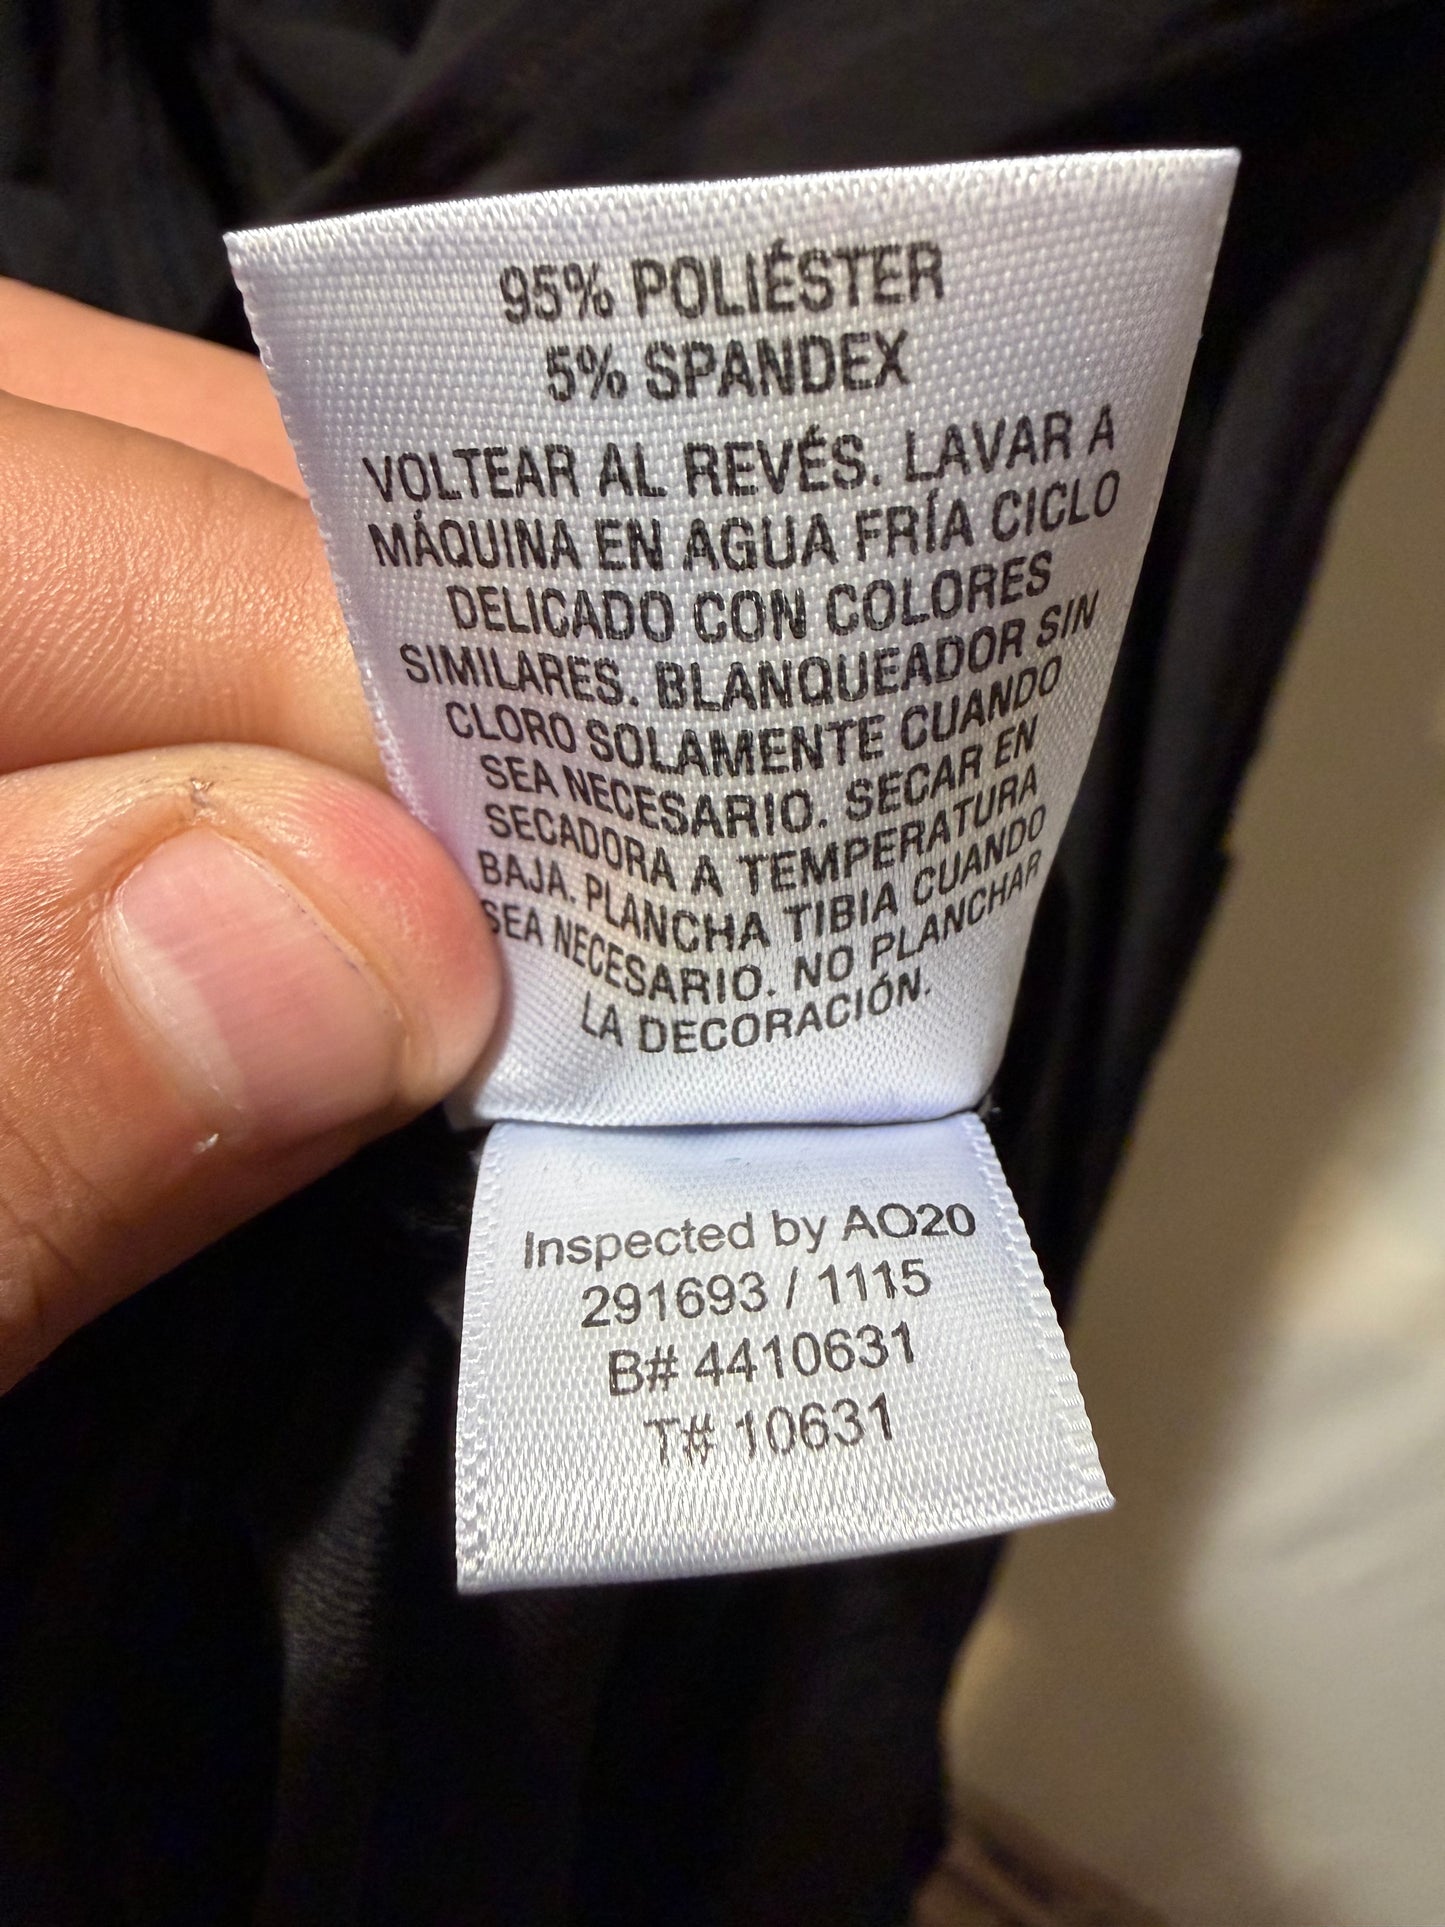 95% POLIÉSTER
5% SPANDEX
VOLTEAR AL REVÉS. LAVAR A
MÁQUINA EN AGUA FRÍA CICLO
DELICADO CON COLORES
SIMILARES. BLANQUEADOR SIN
CLORO SOLAMENTE CUANDO
SEA NECESARIO. SECAR EN
SECADORA A TEMPERATURA
BAJA. PLANCHA TIBIA CUANDO
SEA NECESARIO. NO PLANCHAR
LA DECORACIÓN.
Inspected by AO20
291693 / 1115
B# 4410631
T# 10631